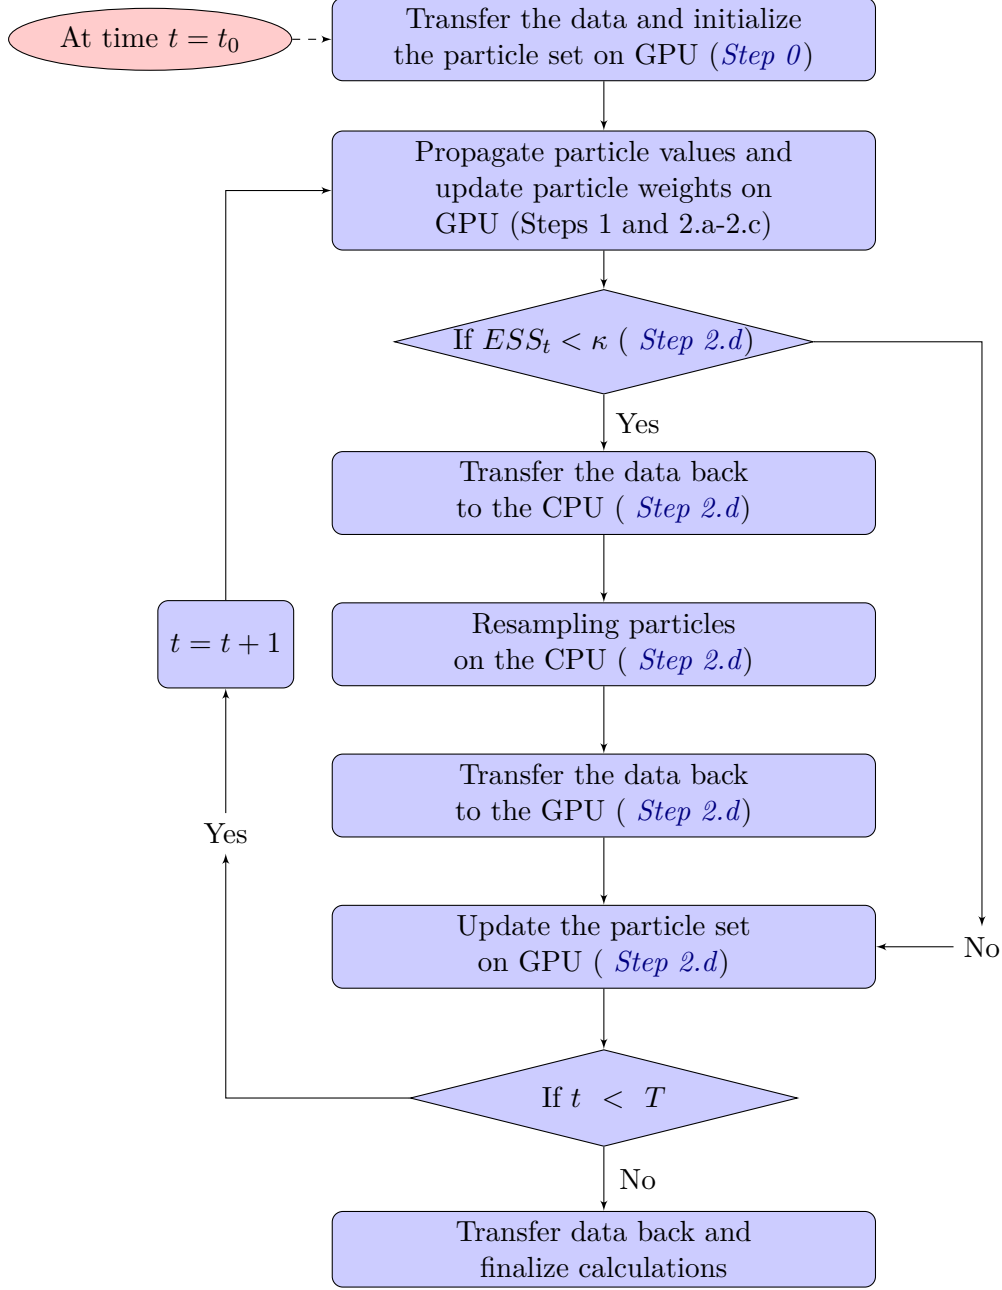 At time $t = t_0$
Transfer the data and initialize
the particle set on GPU (Step 0)
Propagate particle values and
update particle weights on
GPU (Steps 1 and 2.a-2.c)
If $ESS_t < \kappa$ ( Step 2.d)
Yes
Transfer the data back
to the CPU ( Step 2.d)
Resampling particles
on the CPU ( Step 2.d)
$t = t + 1$
Transfer the data back
to the GPU ( Step 2.d)
Yes
Update the particle set
on GPU ( Step 2.d)
No
If $t < T$
No
Transfer data back and
finalize calculations